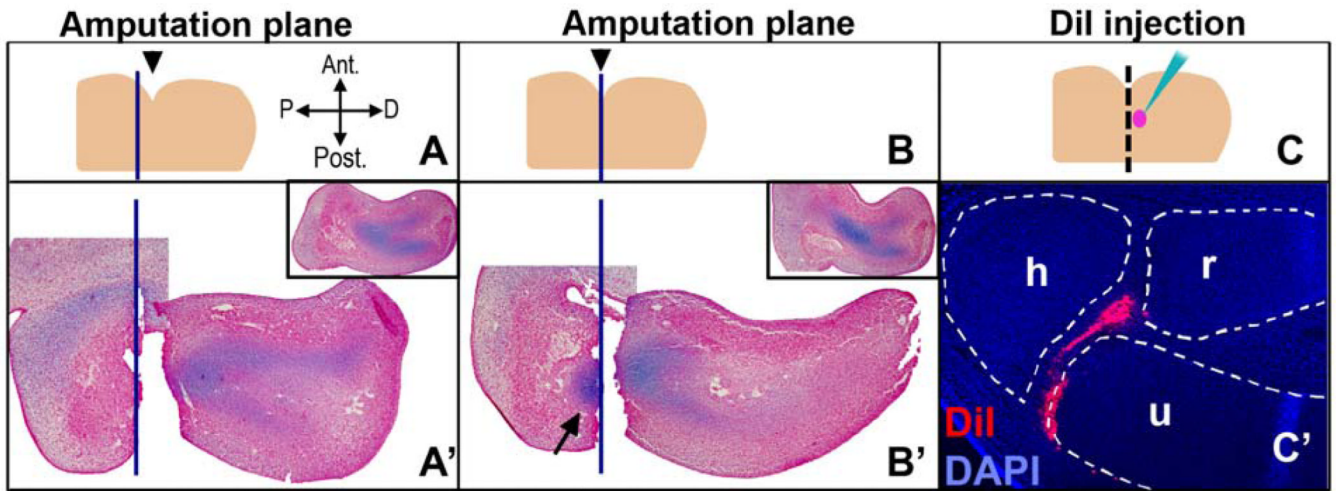 Amputation plane
Amputation plane
DiI injection
Ant.
P D
Post.
A
B
C
h
r
u
DiI
DAPI
A’
B’
C’